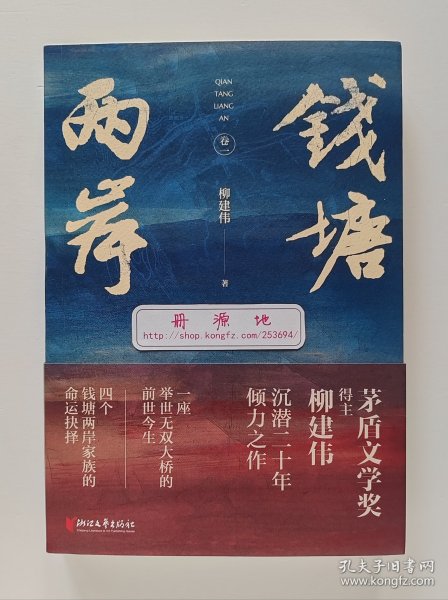 錢塘
两岸
QIAN
TANG
LIANG
AN
卷一
柳建伟
著
册源地
http://shop.kongfz.com/253694/
茅盾文学奖
得主
柳建伟
沉潜二十年
倾力之作
一座
举世无双大桥的
前世今生
四个
钱塘两岸家族的
命运抉择
浙江文艺出版社
孔夫子旧书网
www.kongfz.com